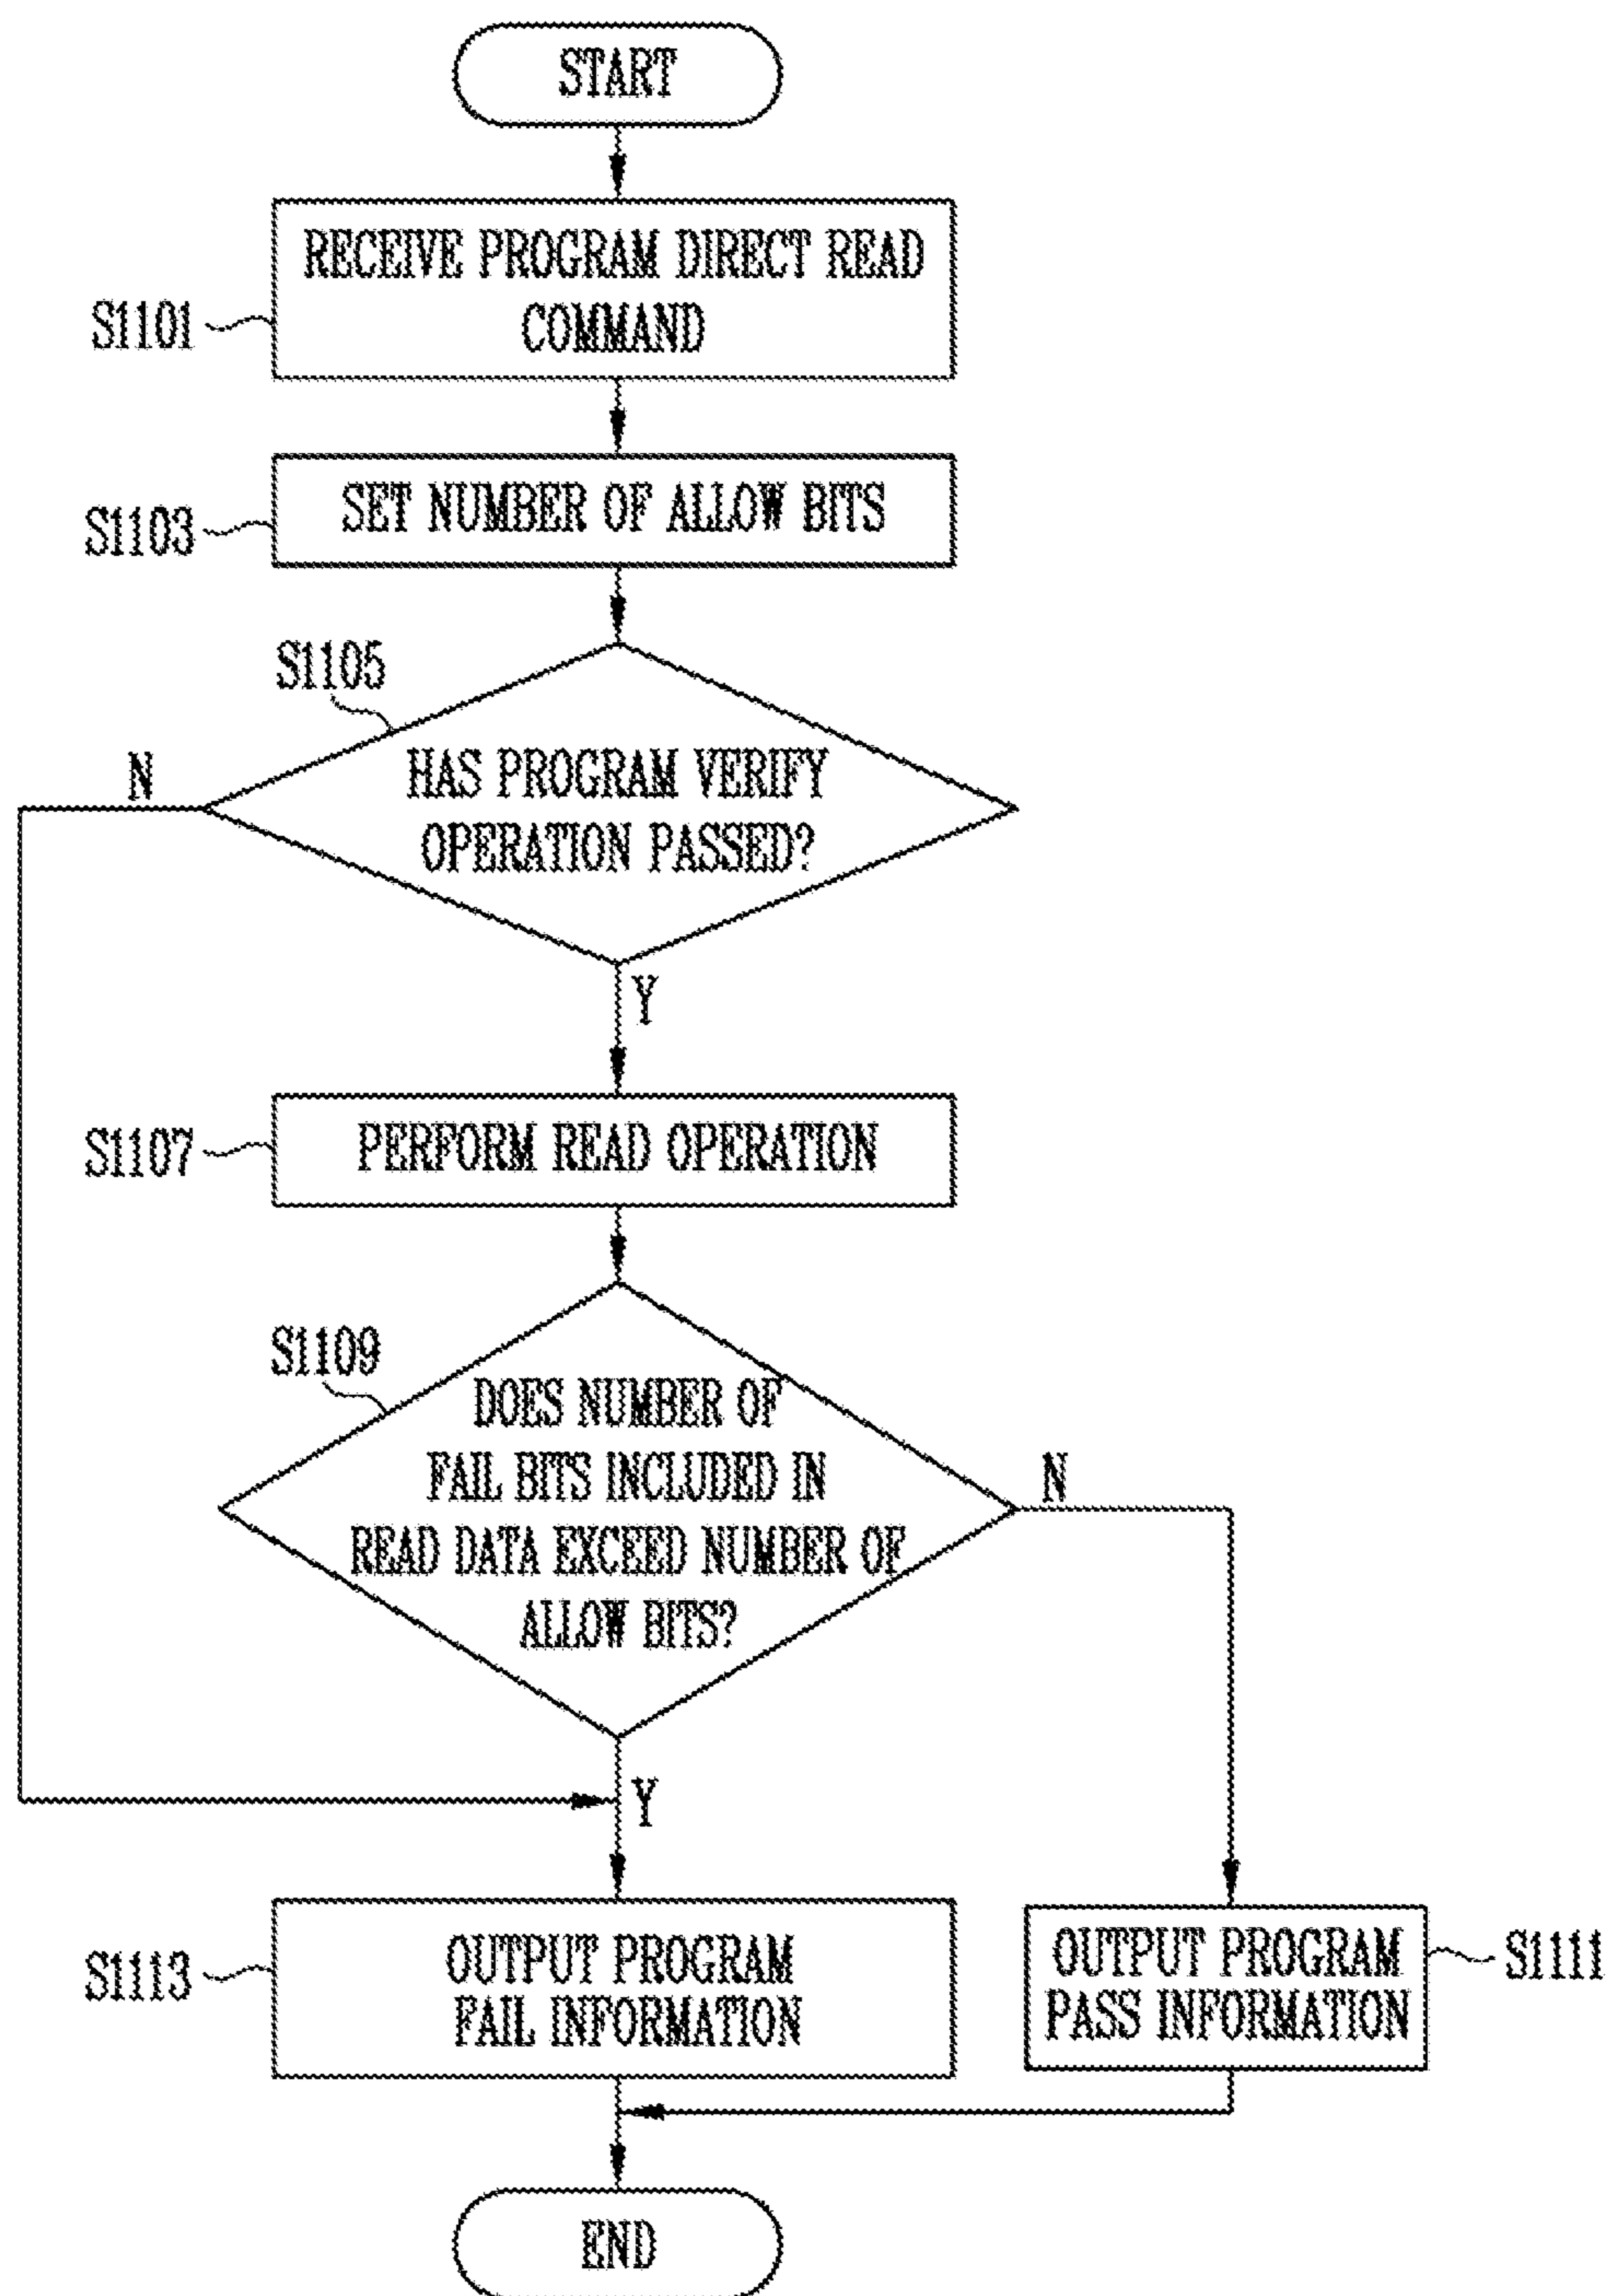 START
RECEIVE PROGRAM DIRECT READ
COMMAND
S1101
SET NUMBER OF ALLOW BITS
S1103
S1105
N
HAS PROGRAM VERIFY
OPERATION PASSED?
Y
S1107
PERFORM READ OPERATION
S1109
DOES NUMBER OF
FAIL BITS INCLUDED IN
READ DATA EXCEED NUMBER OF
ALLOW BITS?
N
Y
S1113
OUTPUT PROGRAM
FAIL INFORMATION
OUTPUT PROGRAM
PASS INFORMATION
S1111
END